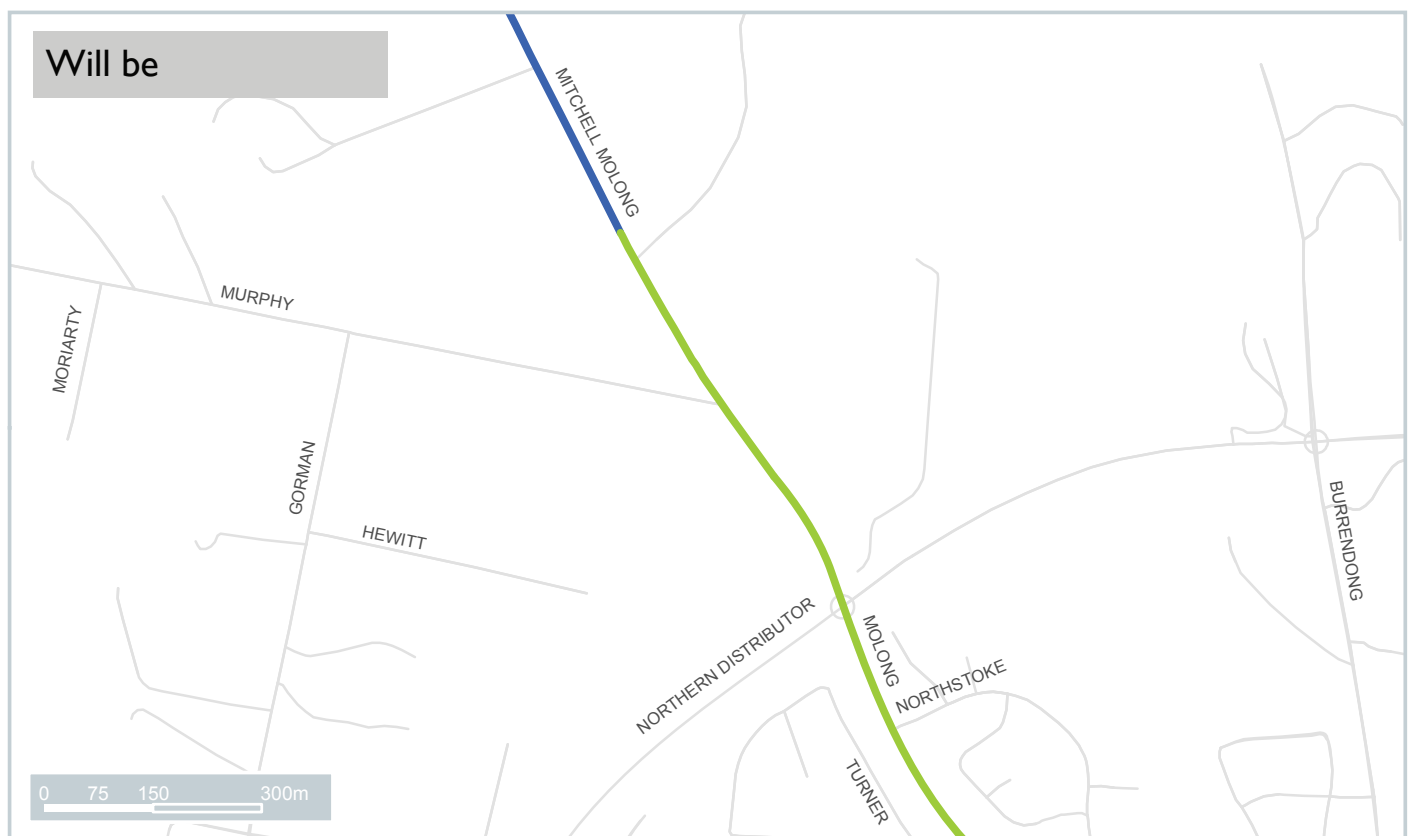 Will be
MITCHELL MOLONG
MURPHY
MORIARTY
GORMAN
HEWITT
BURRENDONG
NORTHERN DISTRIBUTOR
MOLONG
NORTHSTOKE
TURNER
0 75 150 300m